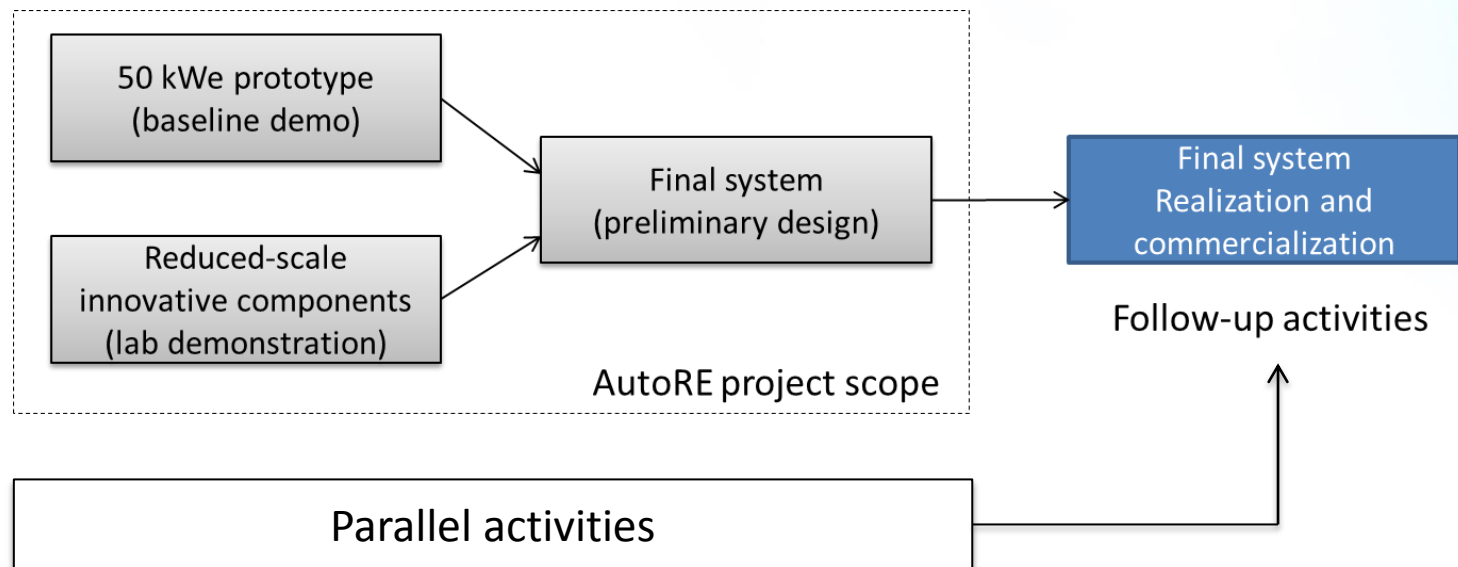 50 kWe prototype
(baseline demo)
Reduced-scale
innovative components
(lab demonstration)
Final system
(preliminary design)
AutoRE project scope
Final system
Realization and
commercialization
Follow-up activities
Parallel activities